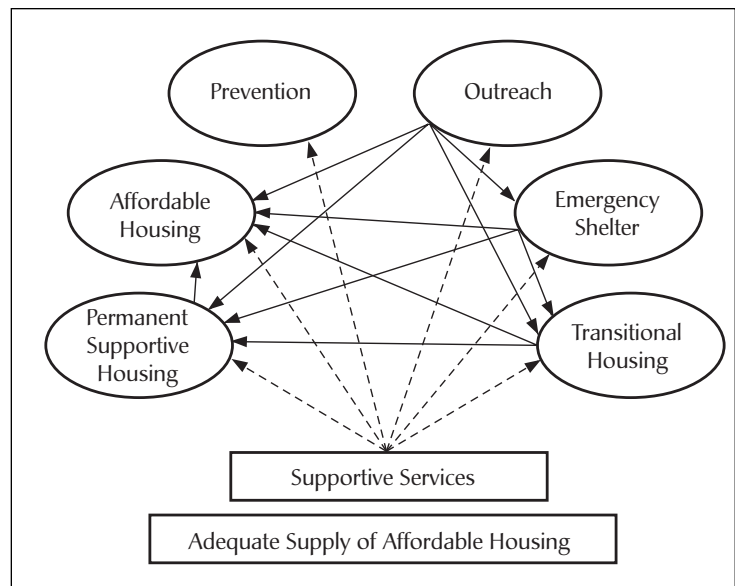 Prevention
Outreach
Affordable
Housing
Emergency
Shelter
Permanent
Supportive
Housing
Transitional
Housing
Supportive Services
Adequate Supply of Affordable Housing